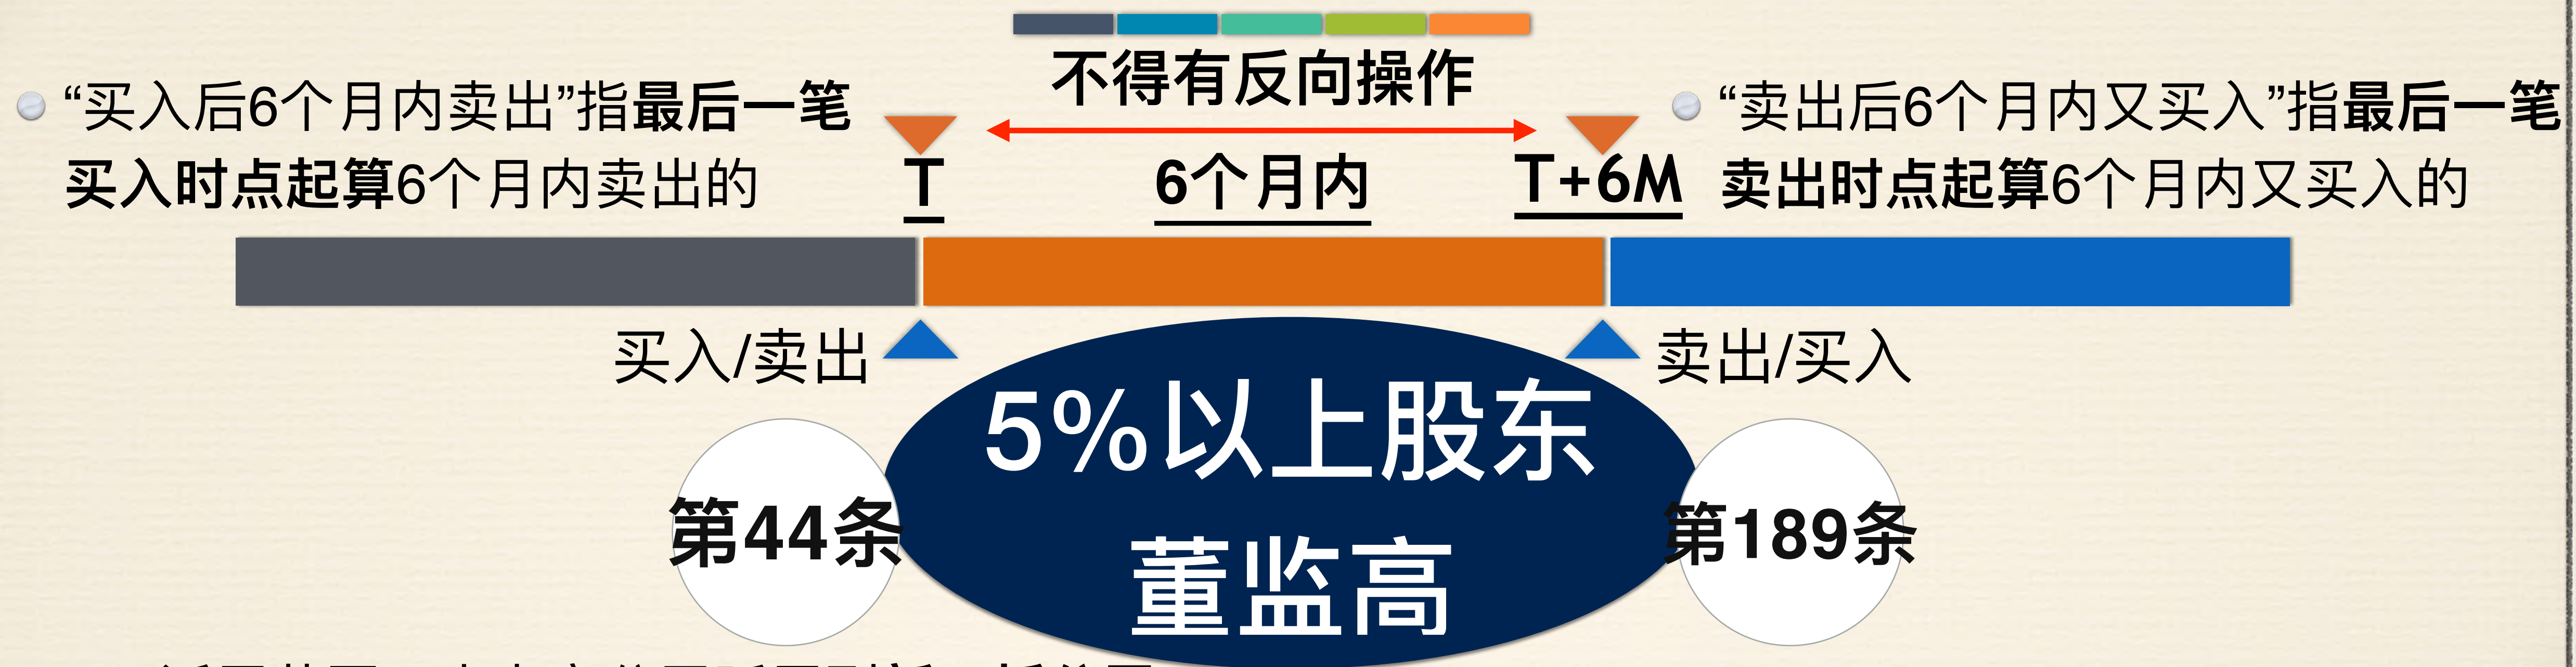 不得有反向操作
“买入后6个月内卖出”指最后一笔
买入时点起算6个月内卖出的
T
6个月内
T+6M
“卖出后6个月内又买入”指最后一笔
卖出时点起算6个月内又买入的
买入/卖出
卖出/买入
5%以上股东
董监高
第44条
第189条